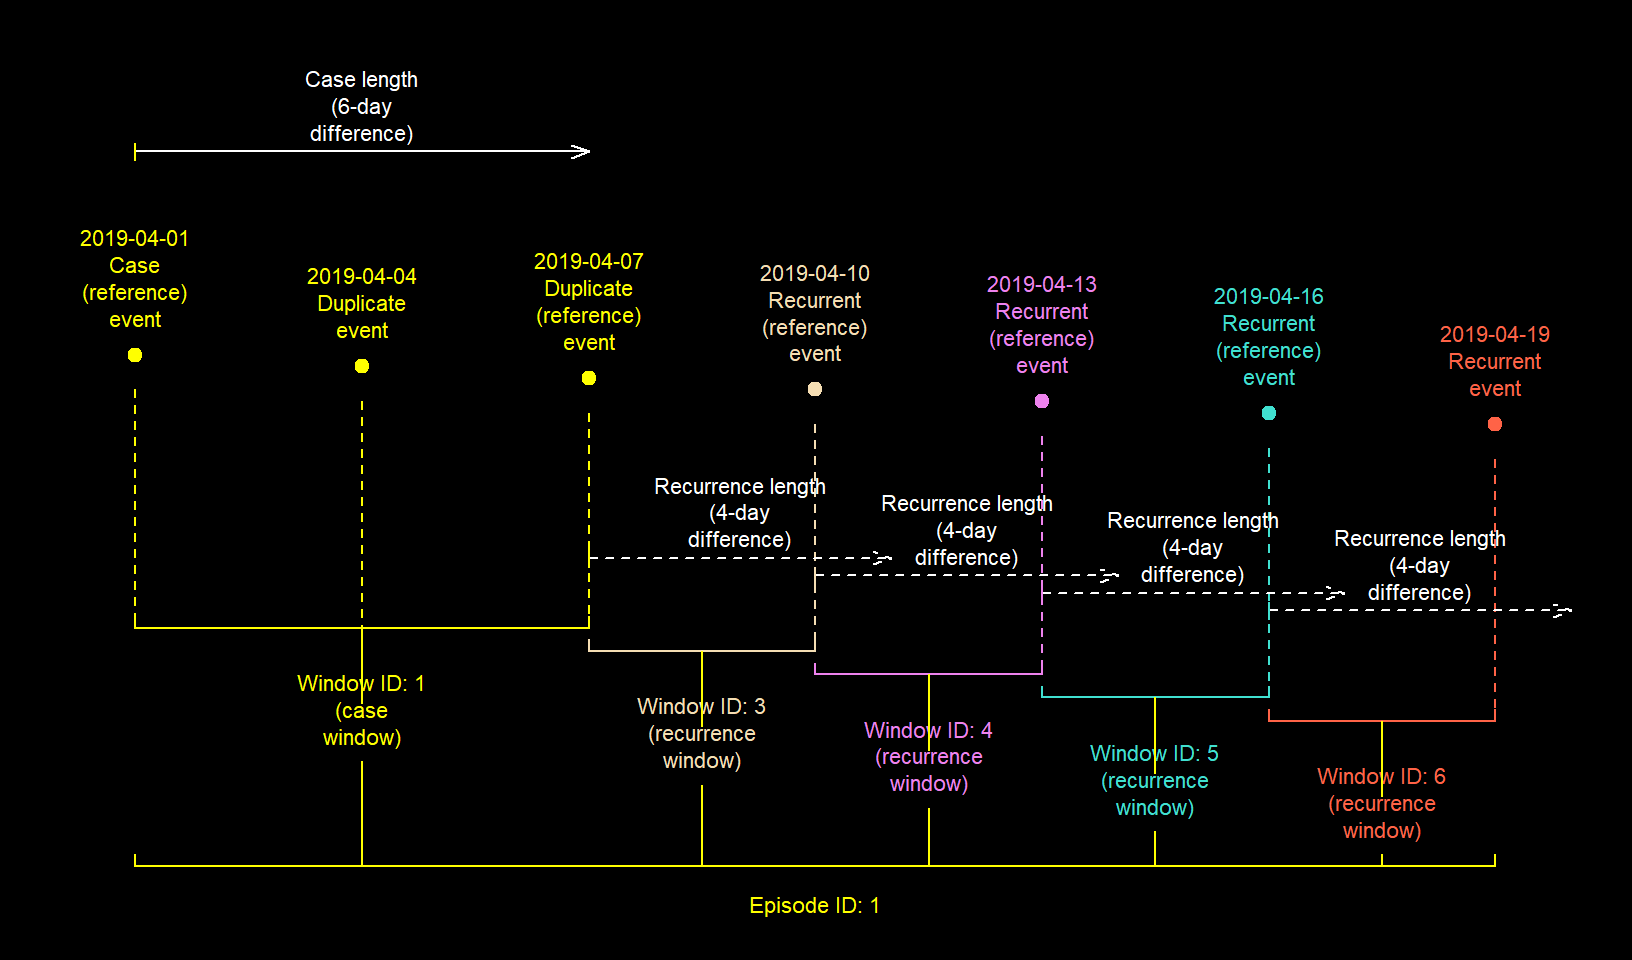 Case length
(6-day
difference)
2019-04-01
Case
(reference)
event
2019-04-04
Duplicate
event
2019-04-07
Duplicate
(reference)
event
2019-04-10
Recurrent
(reference)
event
2019-04-13
Recurrent
(reference)
event
2019-04-16
Recurrent
(reference)
event
2019-04-19
Recurrent
event
Recurrence length
(4-day
difference)
Recurrence length
(4-day
difference)
Recurrence length
(4-day
difference)
Recurrence length
(4-day
difference)
Window ID: 1
(case
window)
Window ID: 3
(recurrence
window)
Window ID: 4
(recurrence
window)
Window ID: 5
(recurrence
window)
Window ID: 6
(recurrence
window)
Episode ID: 1